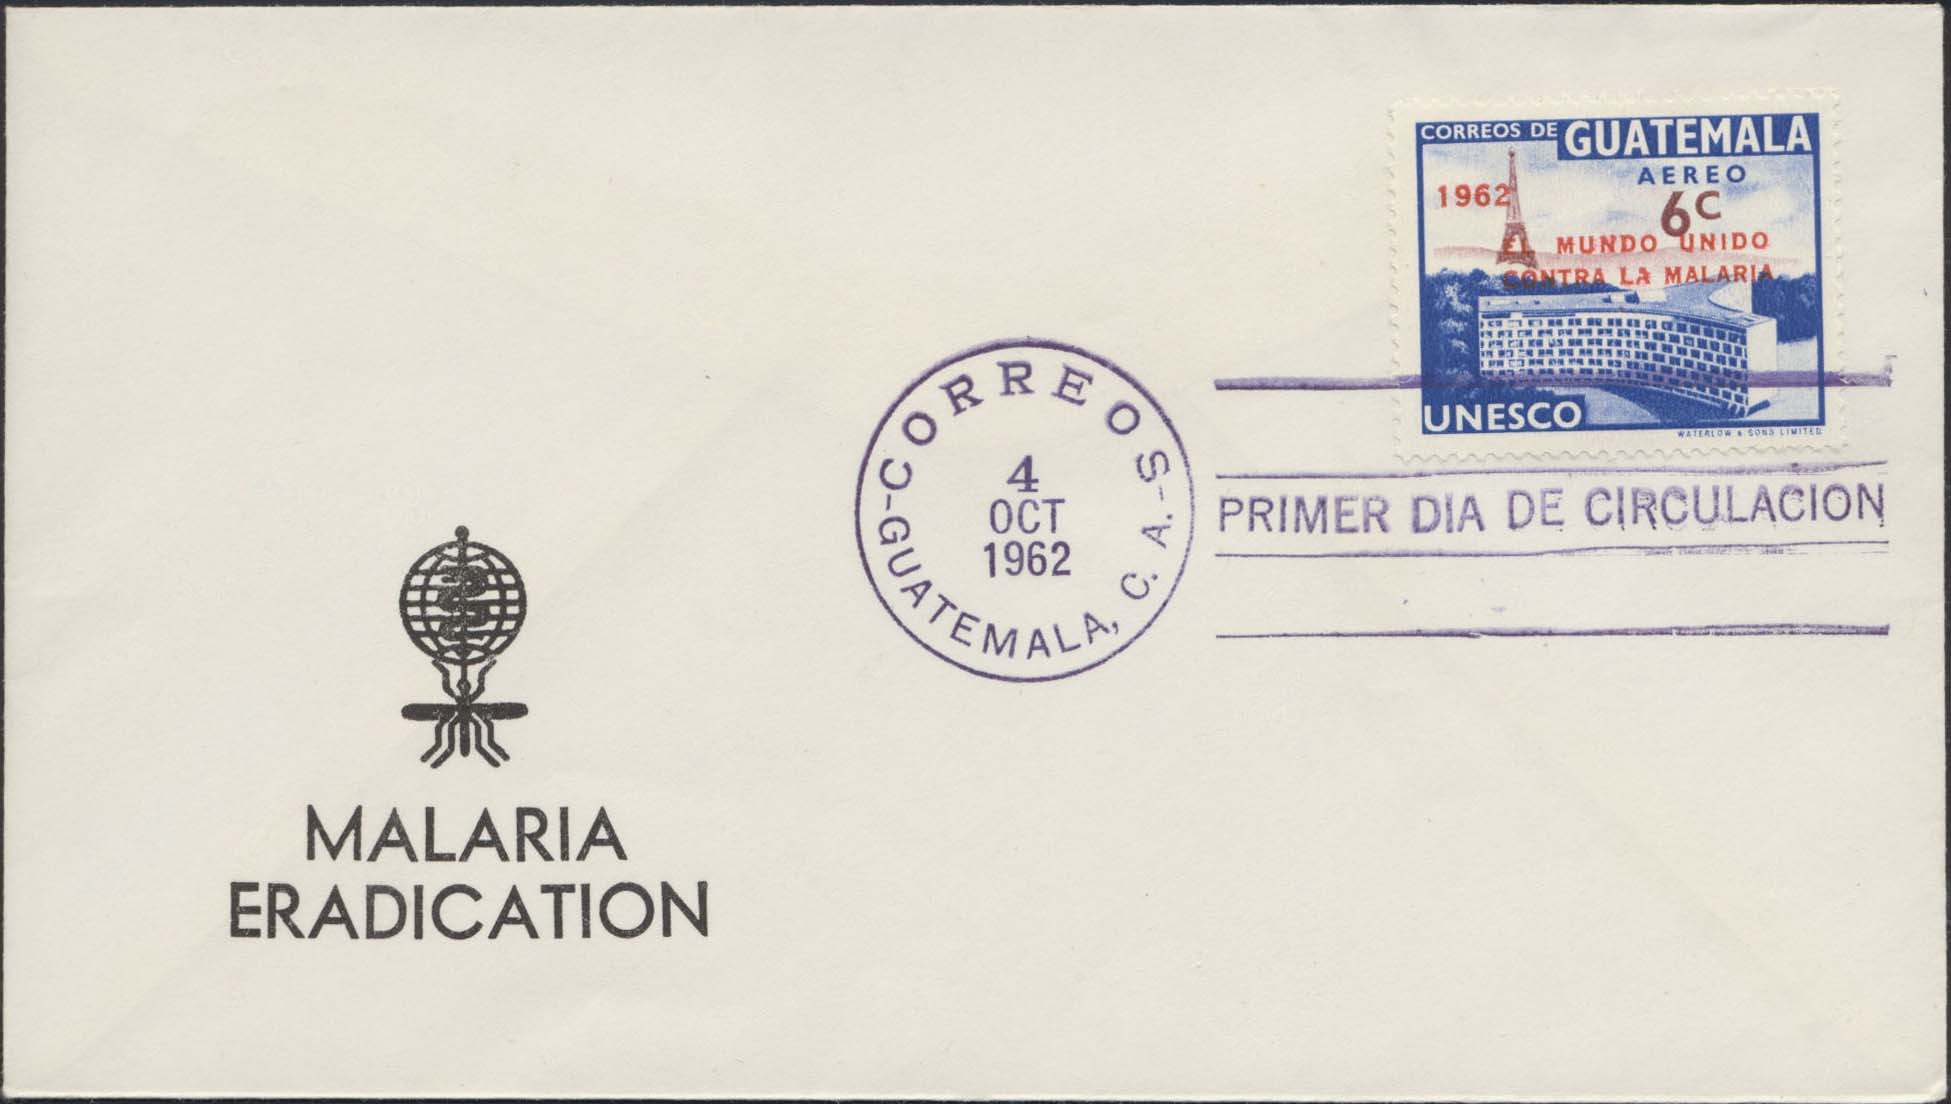 CORREOS DE GUATEMALA
AEREO
1962
6c
EL MUNDO UNIDO
CONTRA LA MALARIA
UNESCO
WATERLOW & SONS LIMITED
CORREOS
4
OCT
1962
-GUATEMALA, C. A.-
PRIMER DIA DE CIRCULACION
MALARIA
ERADICATION